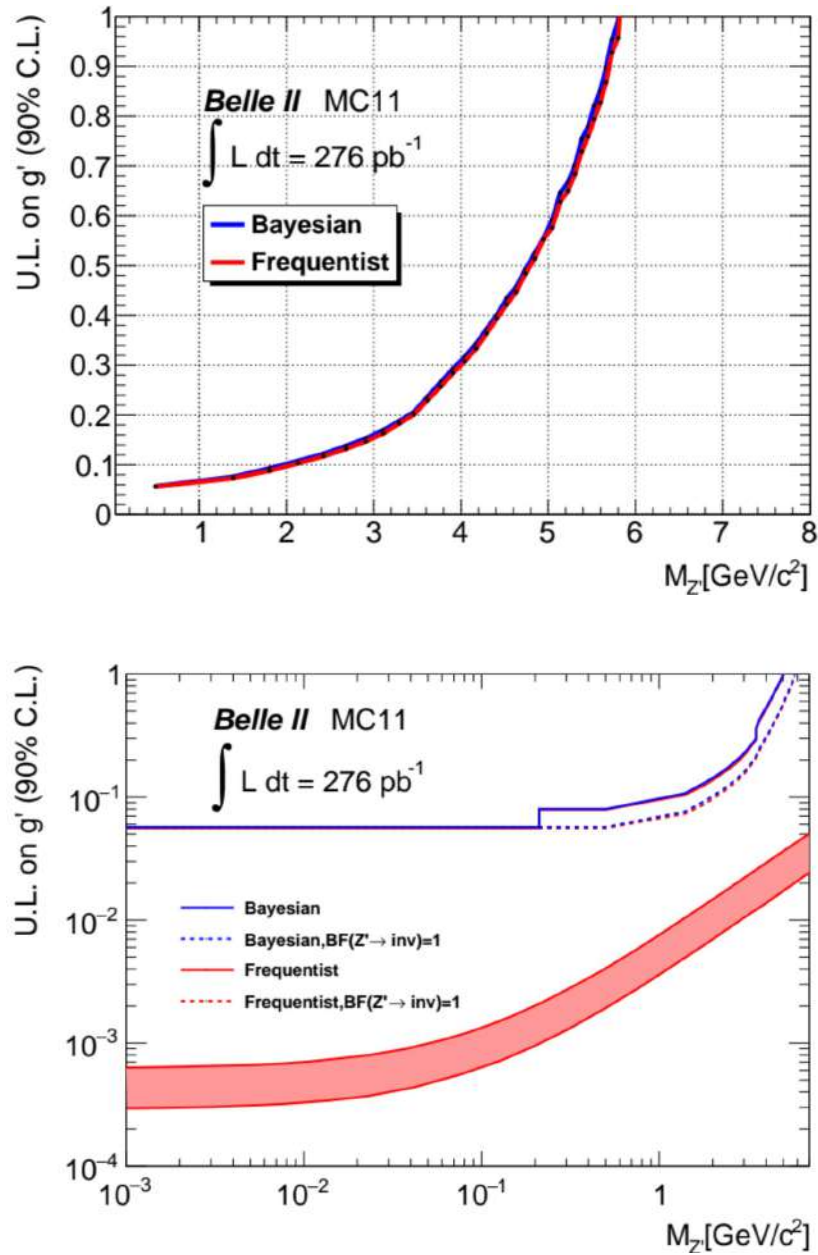 U.L. on g' (90% C.L.)
1
0.9
0.8
0.7
0.6
0.5
0.4
0.3
0.2
0.1
0
Belle II MC11
∫ L dt = 276 pb⁻¹
Bayesian
Frequentist
1 2 3 4 5 6 7 8
M_Z'[GeV/c²]
U.L. on g' (90% C.L.)
1
10⁻¹
10⁻²
10⁻³
10⁻⁴
Belle II MC11
∫ L dt = 276 pb⁻¹
Bayesian
Bayesian,BF(Z'→ inv)=1
Frequentist
Frequentist,BF(Z'→ inv)=1
10⁻³ 10⁻² 10⁻¹ 1
M_Z'[GeV/c²]